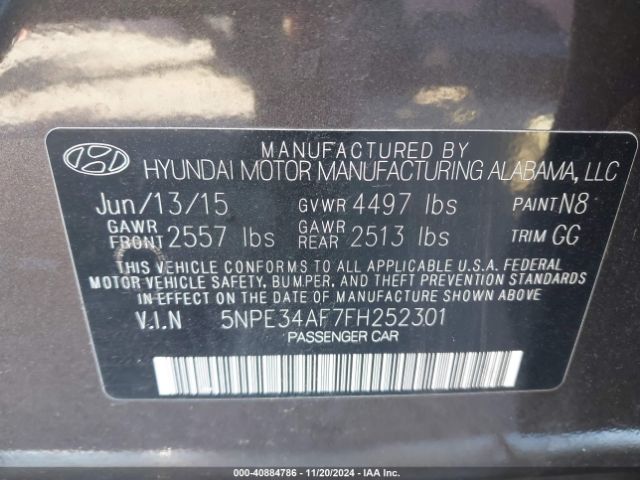 MANUFACTURED BY
HYUNDAI MOTOR MANUFACTURING ALABAMA, LLC
Jun/13/15 GVWR 4497 lbs PAINT N8
GAWR FRONT 2557 lbs GAWR REAR 2513 lbs TRIM GG
THIS VEHICLE CONFORMS TO ALL APPLICABLE U.S.A. FEDERAL
MOTOR VEHICLE SAFETY, BUMPER, AND THEFT PREVENTION STANDARDS
IN EFFECT ON THE DATE OF MANUFACTURE SHOWN ABOVE.
V.I.N 5NPE34AF7FH252301
PASSENGER CAR
000-40884786 - 11/20/2024 - IAA Inc.